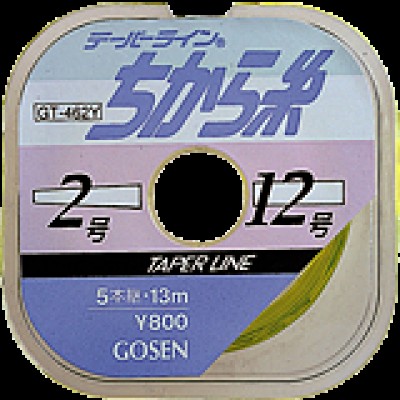 テーパーライン®
ちから糸
GT-462Y
2号 12号
TAPER LINE
5本継・13m
Y800
GOSEN